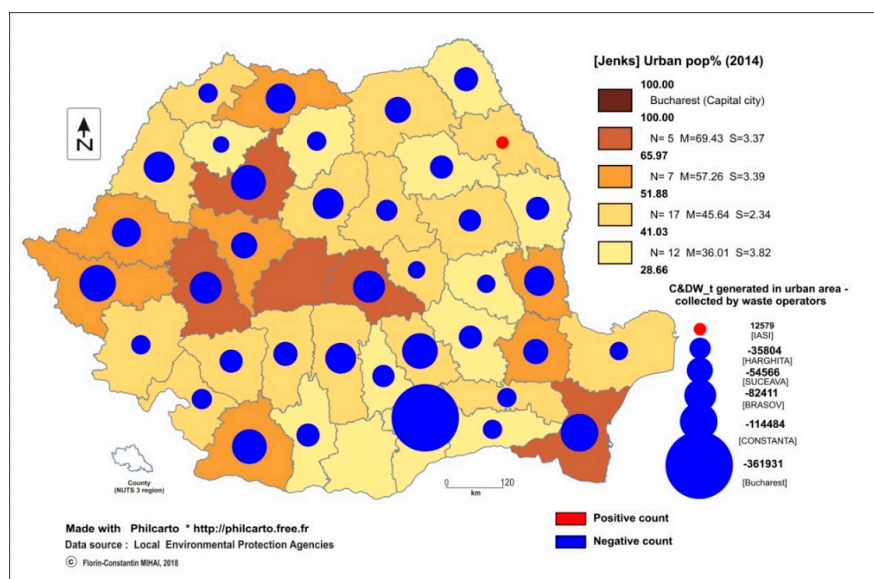 [Jenks] Urban pop% (2014)
100.00
Bucharest (Capital city)
100.00
N= 5 M=69.43 S=3.37
65.97
N= 7 M=57.26 S=3.39
51.88
N= 17 M=45.64 S=2.34
41.03
N= 12 M=36.01 S=3.82
28.66
C&DW_t generated in urban area -
collected by waste operators
12579
[IASI]
-35804
[HARGHITA]
-54566
[SUCEAVA]
-82411
[BRASOV]
-114484
[CONSTANTA]
-361931
[Bucharest]
N
County
(NUTS 3 region)
0 120
km
Made with Philcarto * http://philcarto.free.fr
Data source : Local Environmental Protection Agencies
© Florin-Constantin MIHAI, 2018
Positive count
Negative count